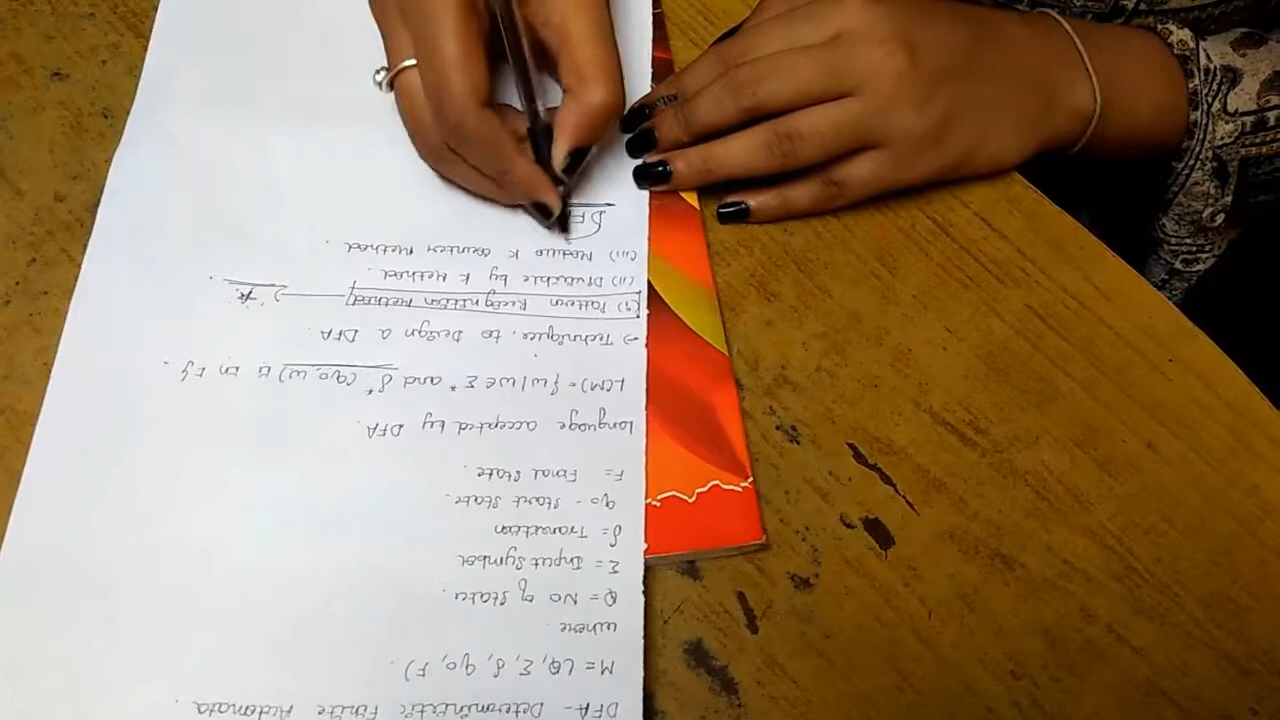 DFA - Deterministic Finite Automata.
M = (Q, Σ, δ, q0, F).
where
Q = No of State.
Σ = Input Symbol
δ = Transition
q0 - Start State.
F = Final State.
Language accepted by DFA.
L(M) = { w | w ∈ Σ* and δ* (q0, w) is in F }.
→ Techniques, to Design a DFA.
(i) Pattern Recognition Method →
(ii) Divisible by K Method.
(iii) Modulo K counter Method.